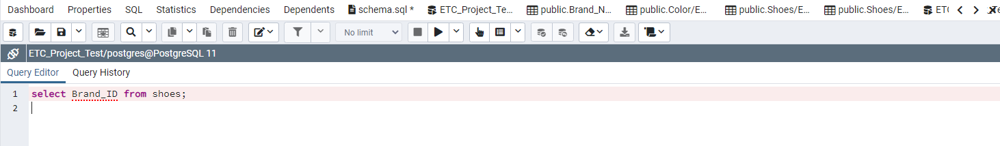 Dashboard Properties SQL Statistics Dependencies Dependents schema.sql * ETC_Project_Te... public.Brand_N... public.Color/E... public.Shoes/E... public.Shoes/E... ETC
No limit
ETC_Project_Test/postgres@PostgreSQL 11
Query Editor Query History
1 select Brand_ID from shoes;
2